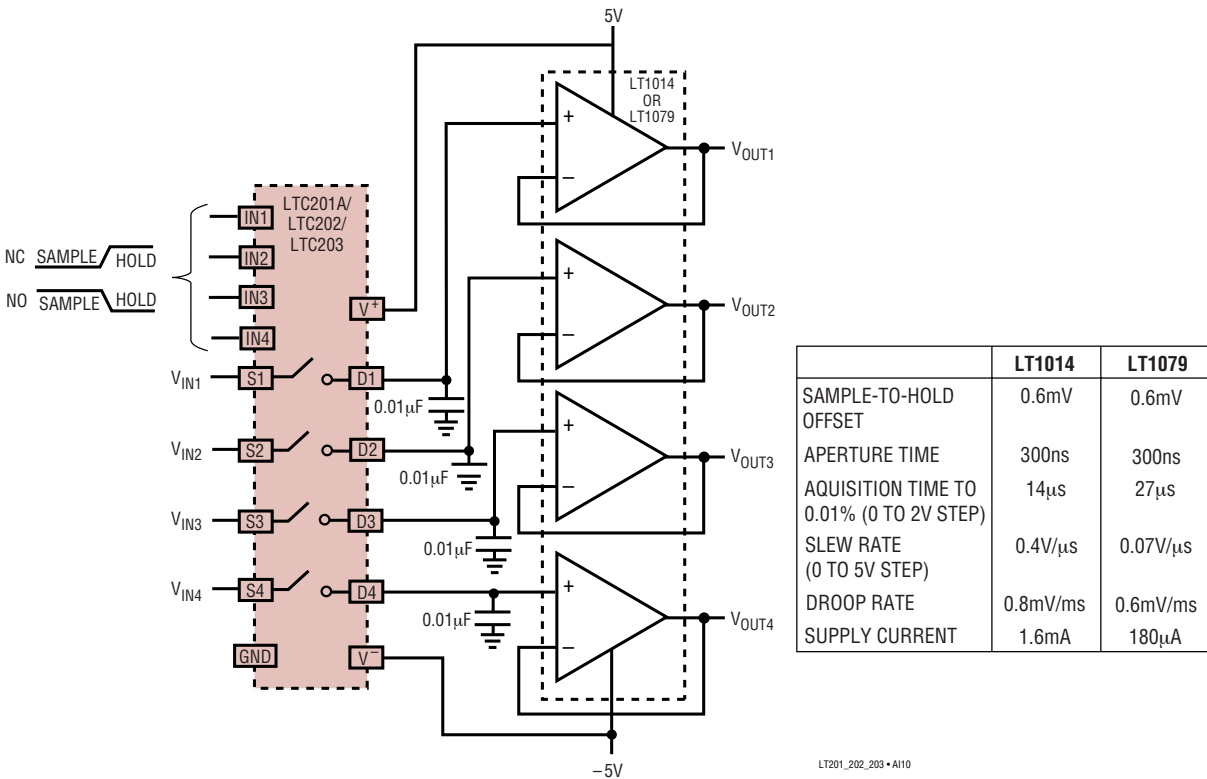 5V
LT1014
OR
LT1079
+
−
VOUT1
LTC201A/
LTC202/
LTC203
IN1
IN2
IN3
IN4
NC SAMPLE HOLD
NO SAMPLE HOLD
V+
+
−
VOUT2
VIN1 S1 D1
0.01µF
VIN2 S2 D2
0.01µF
+
−
VOUT3
VIN3 S3 D3
0.01µF
VIN4 S4 D4
0.01µF
+
−
VOUT4
GND
V−
−5V
LT1014 LT1079
SAMPLE-TO-HOLD 0.6mV 0.6mV
OFFSET
APERTURE TIME 300ns 300ns
AQUISITION TIME TO 14µs 27µs
0.01% (0 TO 2V STEP)
SLEW RATE 0.4V/µs 0.07V/µs
(0 TO 5V STEP)
DROOP RATE 0.8mV/ms 0.6mV/ms
SUPPLY CURRENT 1.6mA 180µA
LT201_202_203 • AI10